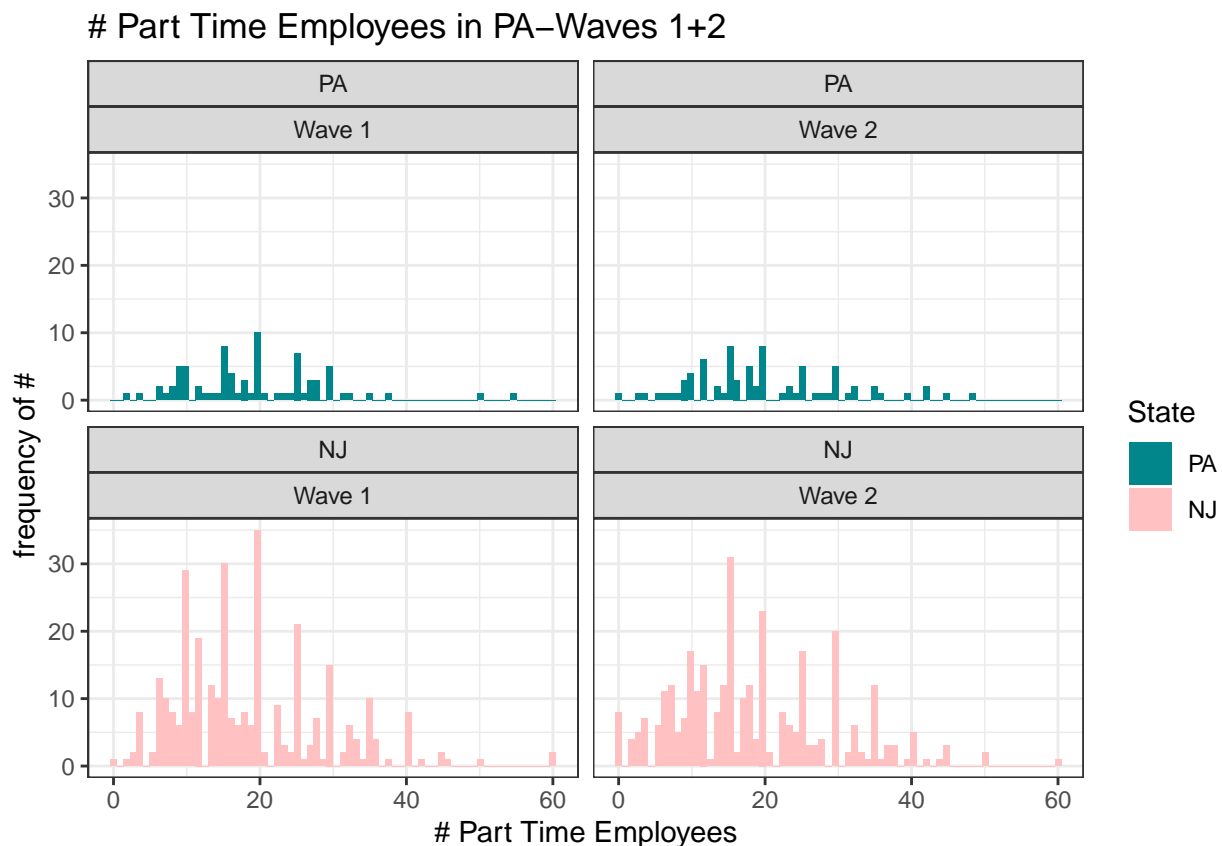 # Part Time Employees in PA–Waves 1+2
PA
Wave 1
PA
Wave 2
30
20
10
0
NJ
Wave 1
NJ
Wave 2
30
20
10
0
0
20
40
60
0
20
40
60
# Part Time Employees
frequency of #
State
PA
NJ